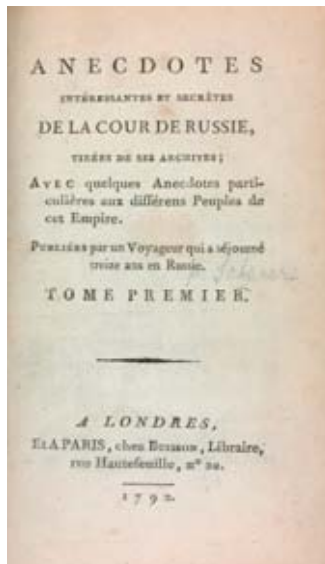 ANECDOTES
INTÉRESSANTES ET SECRÈTES
DE LA COUR DE RUSSIE,
TIRÉES DE SES ARCHIVES;
AVEC quelques Anecdotes parti-
culières aux différens Peuples de
cet Empire.
PUBLIÉES par un Voyageur qui a séjourné
treize ans en Russie.
TOME PREMIER.
A LONDRES,
Et A PARIS, chez BUISSON, Libraire,
rue Hautefeuille, n° 20.
1792.